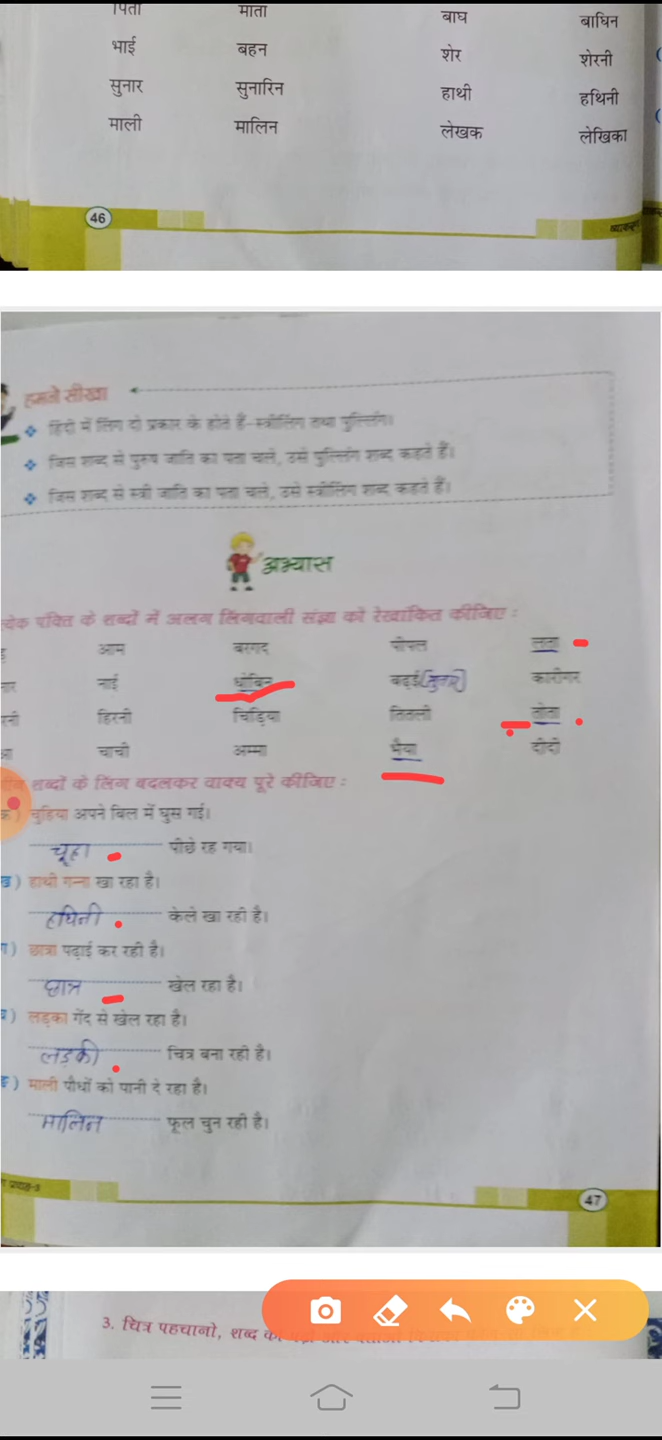 पिता माता बाघ बाघिन
भाई बहन शेर शेरनी
सुनार सुनारिन हाथी हथिनी
माली मालिन लेखक लेखिका
46
हमने सीखा
हिंदी में लिंग दो प्रकार के होते हैं-स्त्रीलिंग तथा पुल्लिंग।
जिस शब्द से पुरुष जाति का पता चले, उसे पुल्लिंग शब्द कहते हैं।
जिस शब्द से स्त्री जाति का पता चले, उसे स्त्रीलिंग शब्द कहते हैं।
अभ्यास
पंक्ति के शब्दों में अलग लिंगवाली संज्ञा को रेखांकित कीजिए :
आम बरगद पीपल लता
नाई धोबिन बढ़ई कारीगर
हिरनी चिड़िया तितली तोता
चाची अम्मा भैया दीदी
शब्दों के लिंग बदलकर वाक्य पूरे कीजिए :
चुहिया अपने बिल में घुस गई।
चूहा पीछे रह गया।
ख) हाथी गन्ना खा रहा है।
हथिनी केले खा रही है।
ग) छात्रा पढ़ाई कर रही है।
छात्र खेल रहा है।
घ) लड़का गेंद से खेल रहा है।
लड़की चित्र बना रही है।
ङ) माली पौधों को पानी दे रहा है।
मालिन फूल चुन रही है।
47
3. चित्र पहचानो, शब्द